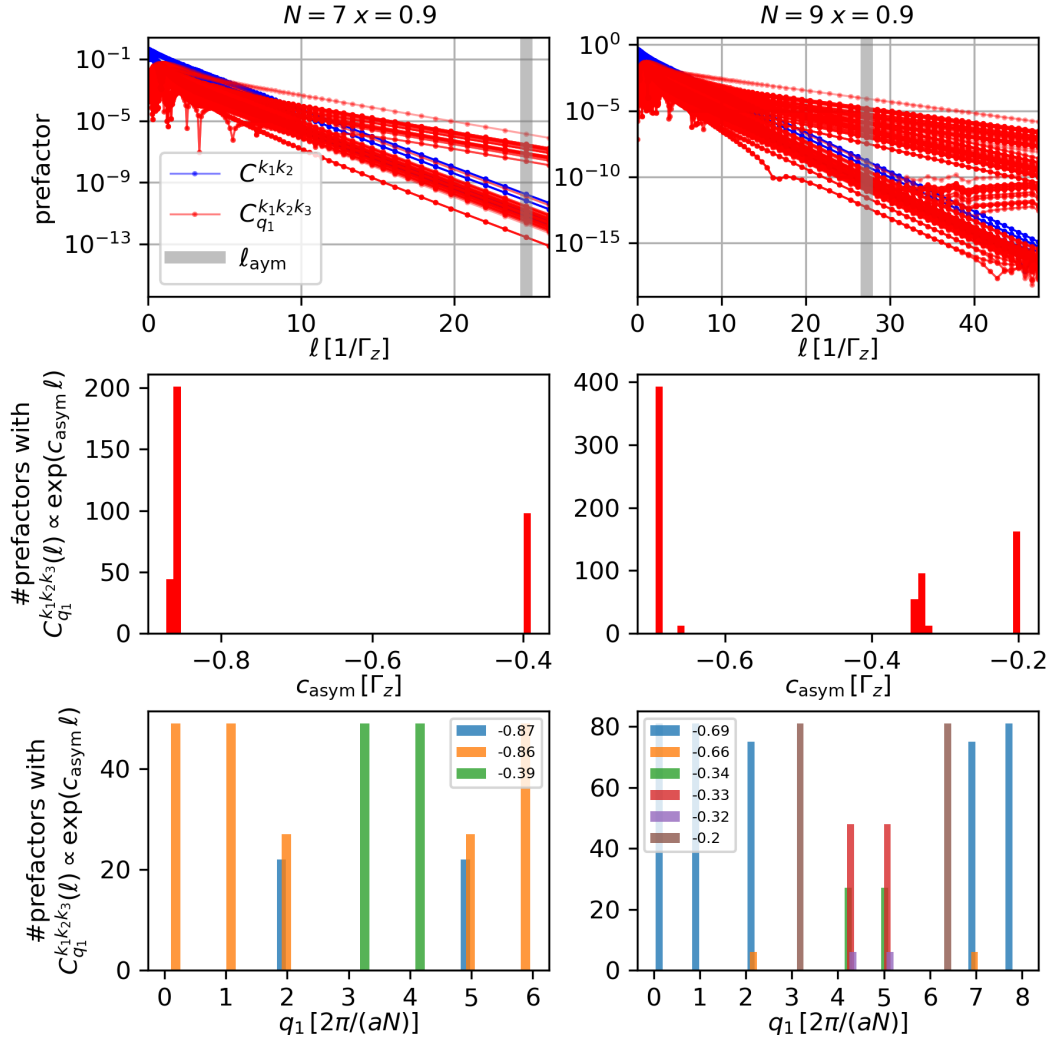 N = 7 x = 0.9
N = 9 x = 0.9
prefactor
10⁻¹
10⁻⁵
10⁻⁹
10⁻¹³
C^{k₁k₂}
C_{q₁}^{k₁k₂k₃}
ℓ_aym
0 10 20
ℓ [1/Γ_z]
10⁰
10⁻⁵
10⁻¹⁰
10⁻¹⁵
0 10 20 30 40
ℓ [1/Γ_z]
#prefactors with
C_{q₁}^{k₁k₂k₃}(ℓ) ∝ exp(c_asym ℓ)
200
150
100
50
0
−0.8 −0.6 −0.4
c_asym [Γ_z]
400
300
200
100
0
−0.6 −0.4 −0.2
c_asym [Γ_z]
#prefactors with
C_{q₁}^{k₁k₂k₃}(ℓ) ∝ exp(c_asym ℓ)
40
20
0
-0.87
-0.86
-0.39
0 1 2 3 4 5 6
q₁ [2π/(aN)]
80
60
40
20
0
-0.69
-0.66
-0.34
-0.33
-0.32
-0.2
0 1 2 3 4 5 6 7 8
q₁ [2π/(aN)]